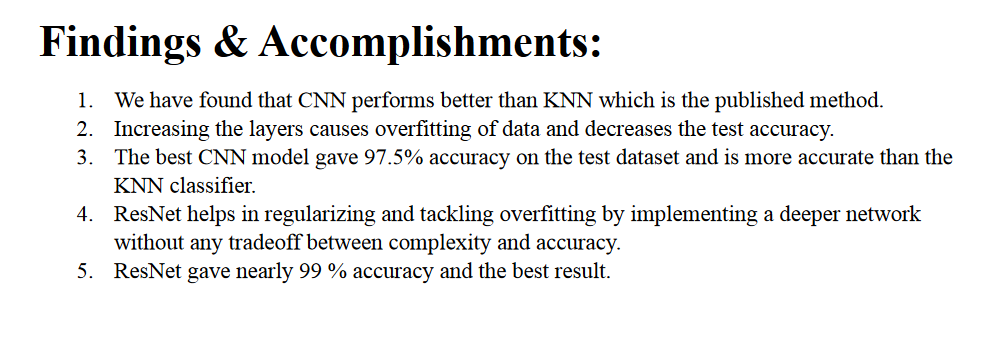 Findings & Accomplishments:
1. We have found that CNN performs better than KNN which is the published method.
2. Increasing the layers causes overfitting of data and decreases the test accuracy.
3. The best CNN model gave 97.5% accuracy on the test dataset and is more accurate than the
KNN classifier.
4. ResNet helps in regularizing and tackling overfitting by implementing a deeper network
without any tradeoff between complexity and accuracy.
5. ResNet gave nearly 99 % accuracy and the best result.